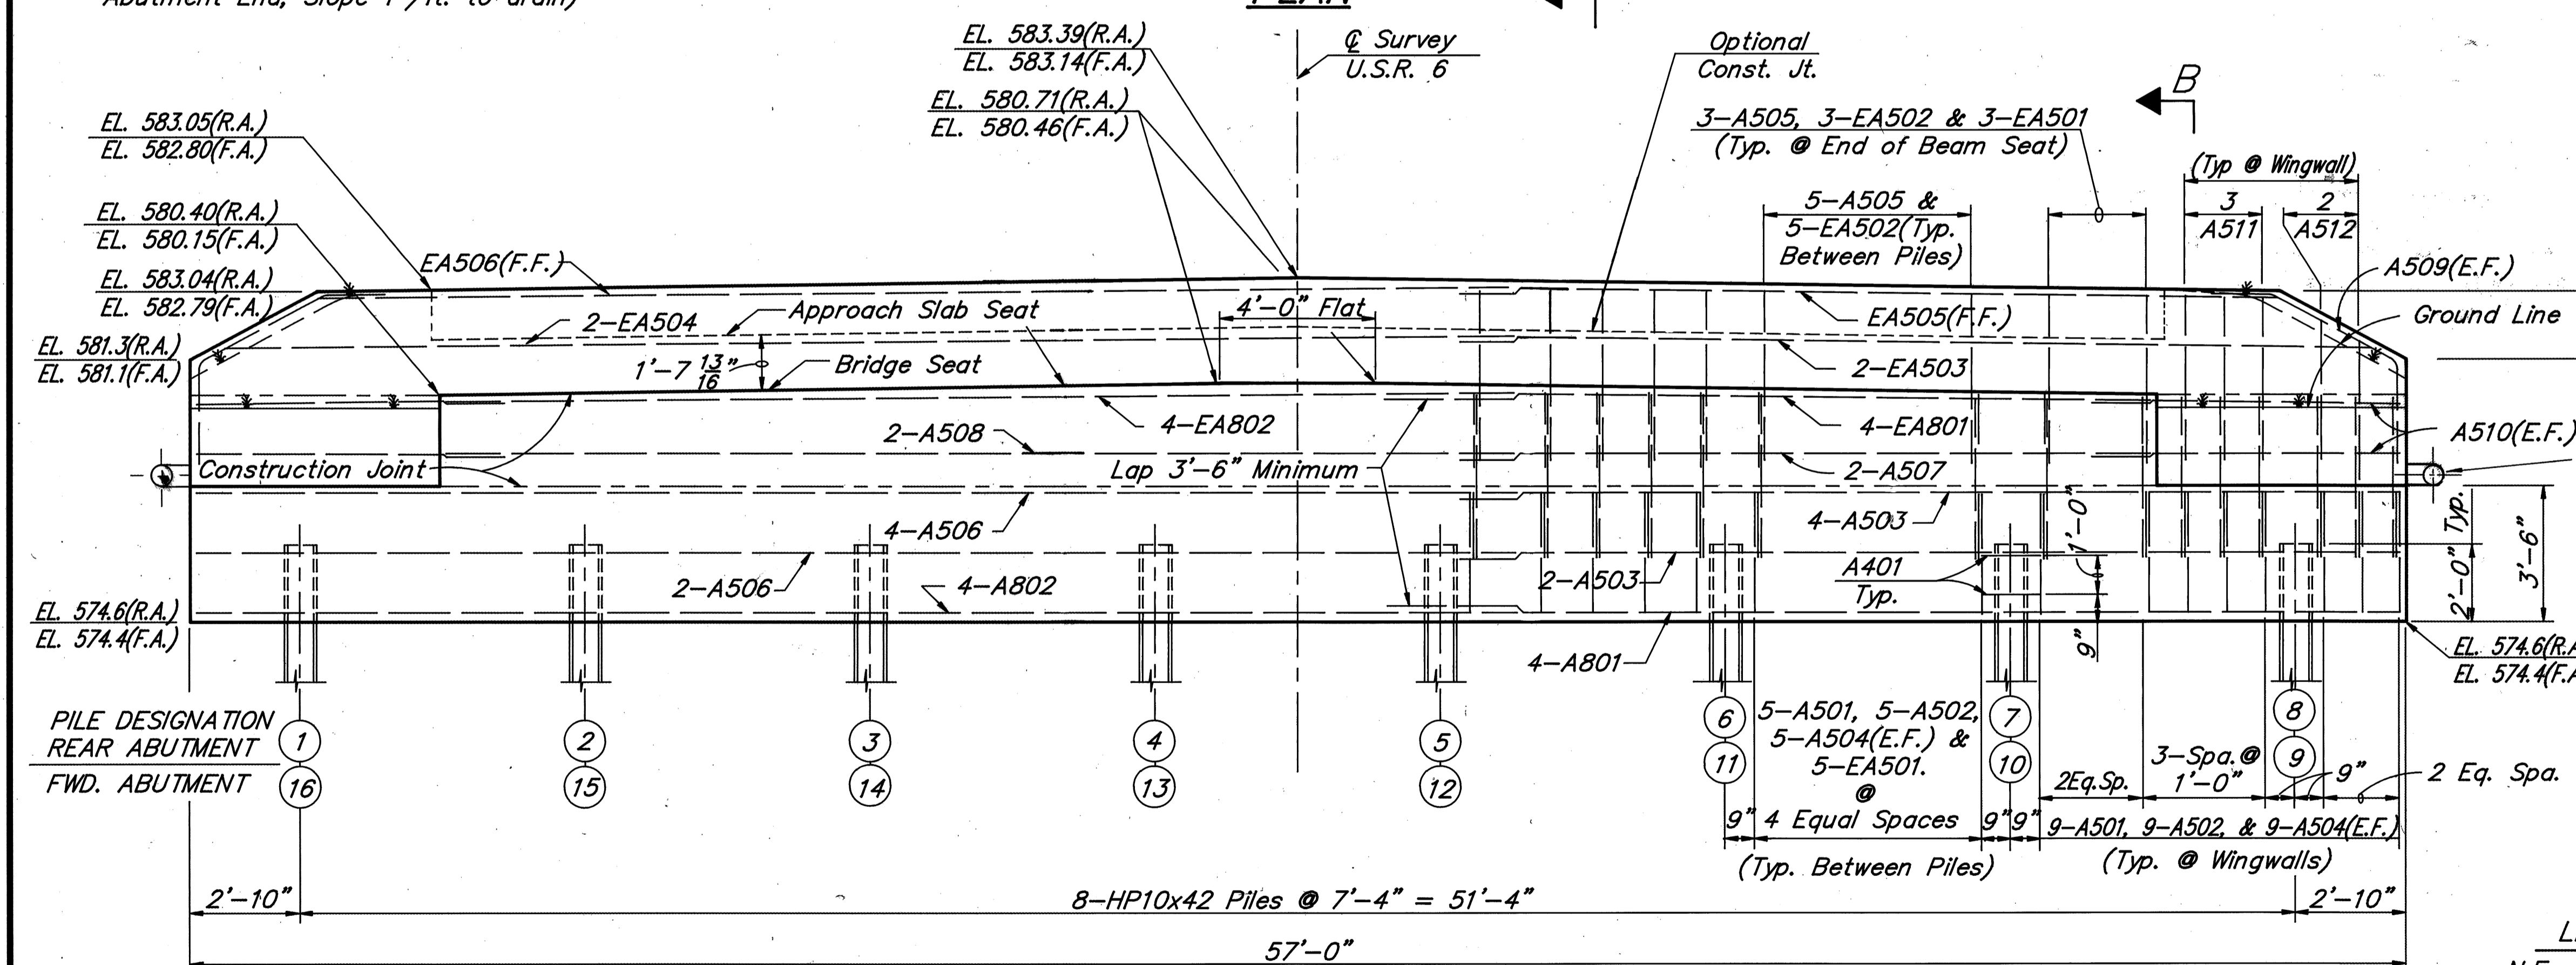 Abutment End, Slope 1"/ft. to drain)
PLAN
EL. 583.39(R.A.)
EL. 583.14(F.A.)
℄ Survey
U.S.R. 6
Optional
Const. Jt.
EL. 580.71(R.A.)
EL. 580.46(F.A.)
B
EL. 583.05(R.A.)
EL. 582.80(F.A.)
3-A505, 3-EA502 & 3-EA501
(Typ. @ End of Beam Seat)
(Typ @ Wingwall)
EL. 580.40(R.A.)
EL. 580.15(F.A.)
5-A505 &
5-EA502(Typ.
Between Piles)
3
A511
2
A512
EL. 583.04(R.A.)
EL. 582.79(F.A.)
EA506(F.F.)
A509(E.F.)
2-EA504
Approach Slab Seat
4'-0" Flat
EA505(F.F.)
Ground Line
EL. 581.3(R.A.)
EL. 581.1(F.A.)
1'-7 13/16"
Bridge Seat
2-EA503
4-EA802
4-EA801
2-A508
A510(E.F.)
Construction Joint
Lap 3'-6" Minimum
2-A507
4-A506
4-A503
1'-0"
2'-0" Typ.
3'-6"
2-A506
4-A802
2-A503
A401
Typ.
EL. 574.6(R.A.)
EL. 574.4(F.A.)
4-A801
9"
EL. 574.6(R.A
EL. 574.4(F.A
PILE DESIGNATION
REAR ABUTMENT
1 2 3 4 5 6 7 8
FWD. ABUTMENT
16 15 14 13 12 11 10 9
5-A501, 5-A502,
5-A504(E.F.) &
5-EA501.
@
9" 4 Equal Spaces 9" 9"
(Typ. Between Piles)
2Eq.Sp.
3-Spa.@
1'-0"
9"
2 Eq. Spa.
9-A501, 9-A502, & 9-A504(E.F.)
(Typ. @ Wingwalls)
2'-10"
8-HP10x42 Piles @ 7'-4" = 51'-4"
2'-10"
57'-0"